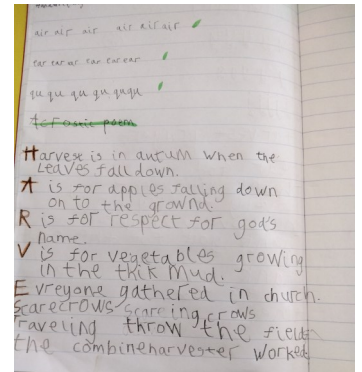 air air air air air air
ear ear ear ear ear ear
qu qu qu qu ququ
Acrostic poem
Harvest is in autum when the
Leaves fall down.
A is for apples falling down
on to the grownd.
R is for respect for god's
name.
V is for vegetables growing
in the thik mud.
Evreyone gathered in church.
Scarecrows scareing crows
raveling throw the fields
the combineharvester worked